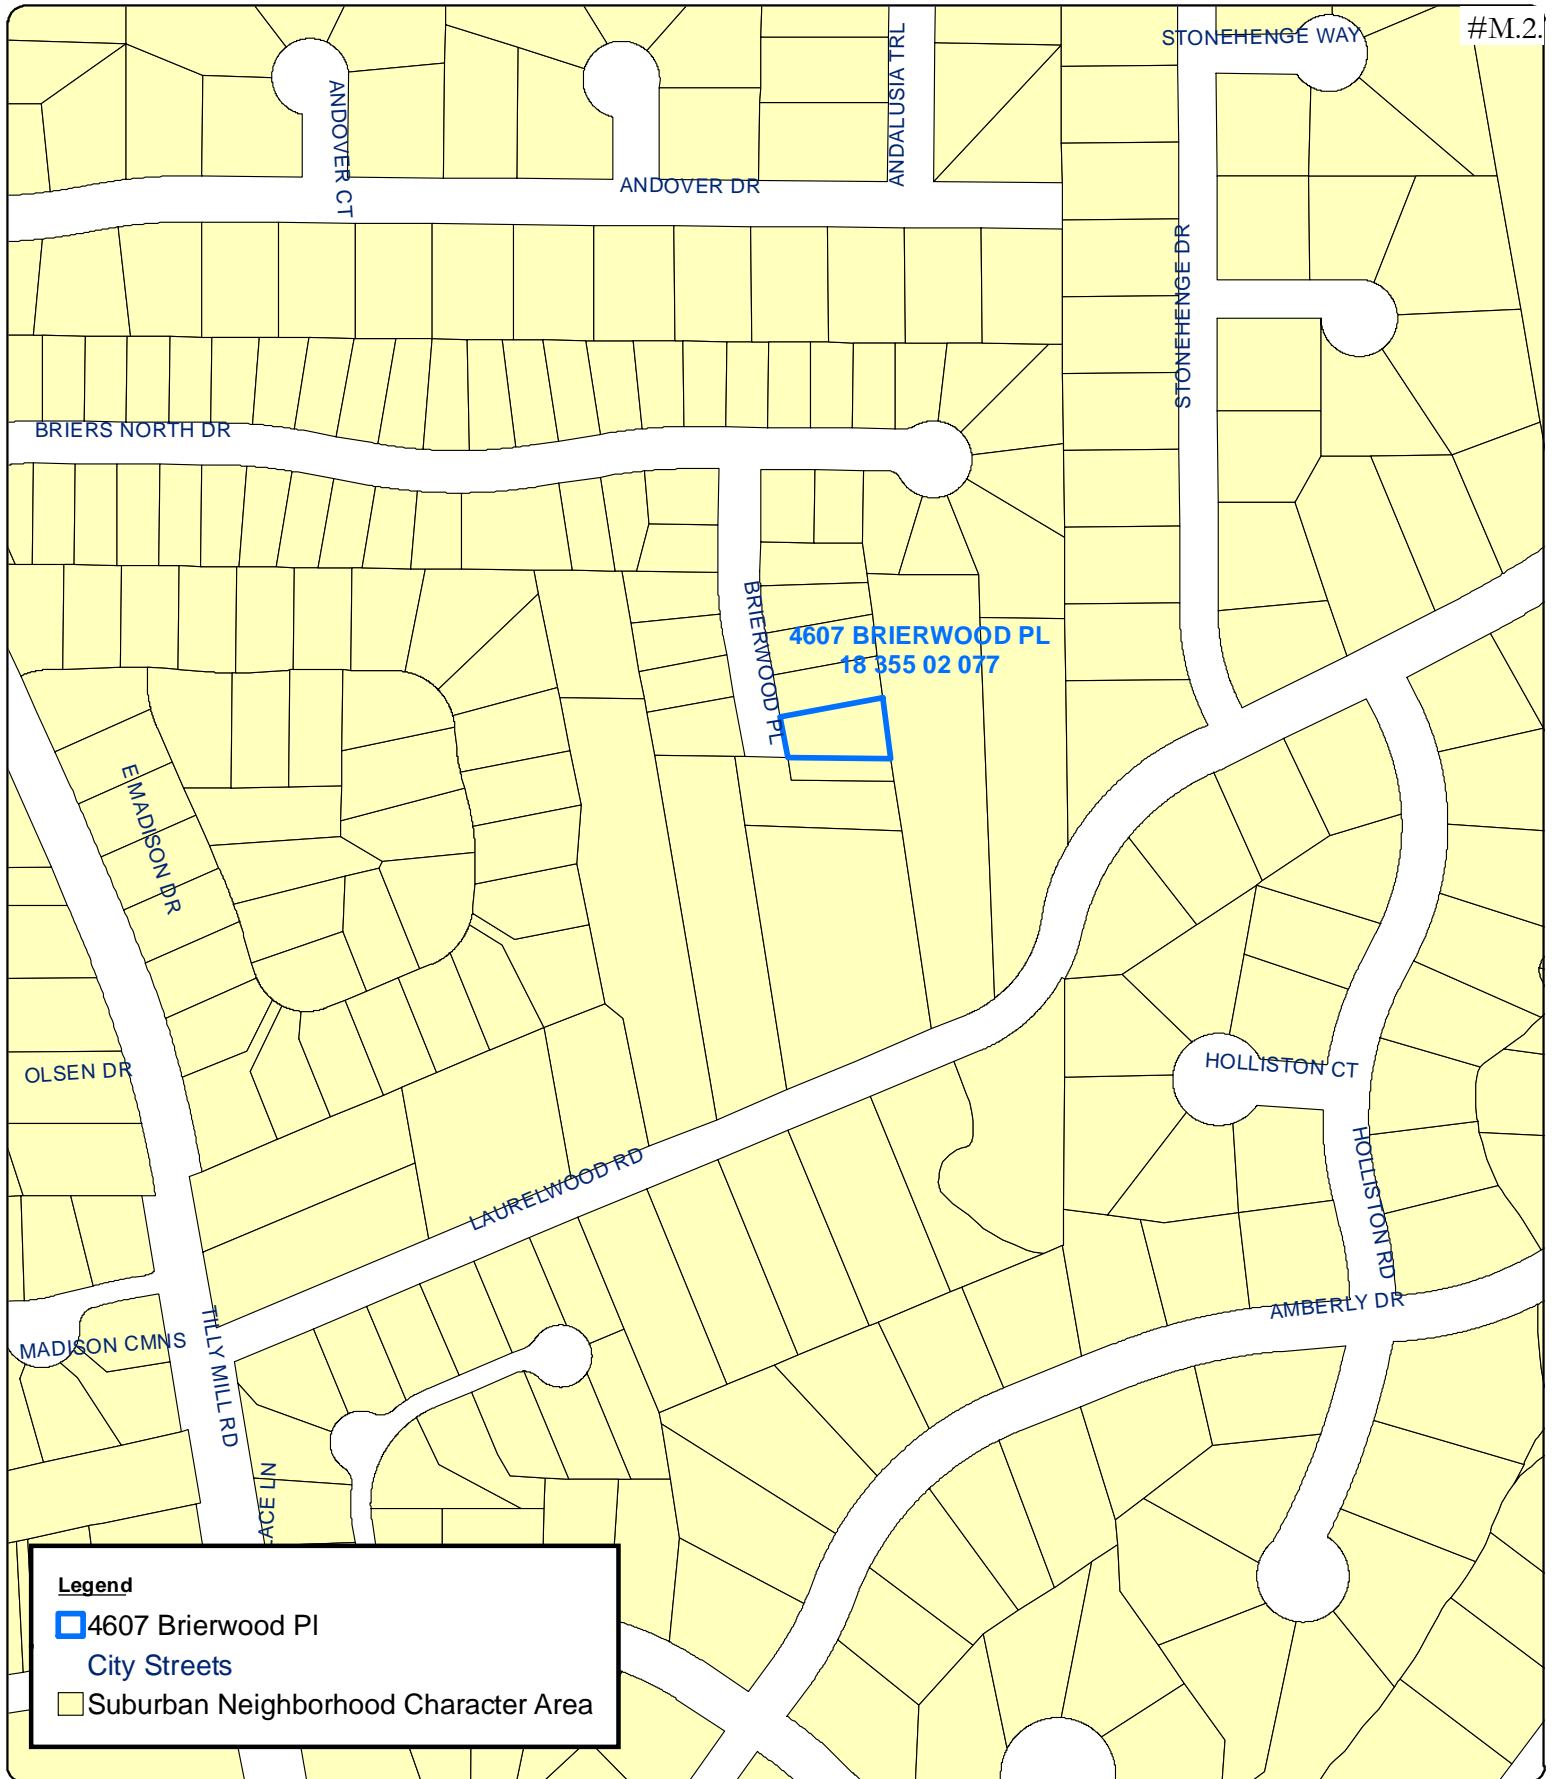 #M.2.
STONEHENGE WAY
ANDALUSIA TRL
ANDOVER CT
ANDOVER DR
STONEHENGE DR
BRIERS NORTH DR
BRIERWOOD PL
4607 BRIERWOOD PL
18 355 02 077
E MADISON DR
OLSEN DR
HOLLISTON CT
LAURELWOOD RD
HOLLISTON RD
AMBERLY DR
MADISON CMNS
TILLY MILL RD
ACE LN
Legend
4607 Brierwood Pl
City Streets
Suburban Neighborhood Character Area